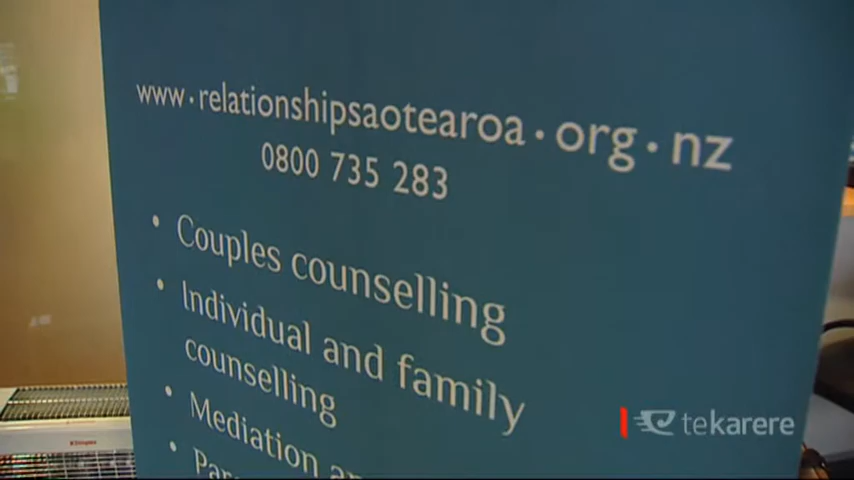 www.relationshipsaotearoa.org.nz
0800 735 283
• Couples counselling
• Individual and family
counselling
• Mediation
tekarere